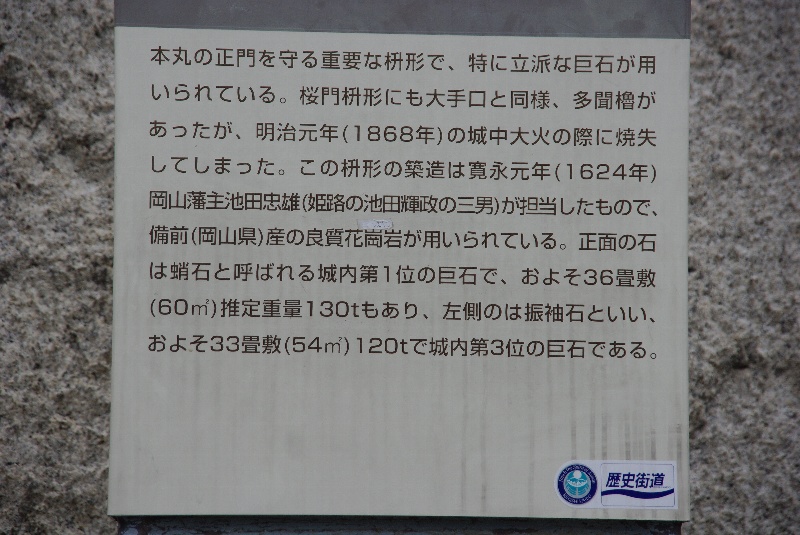 本丸の正門を守る重要な枡形で、特に立派な巨石が用
いられている。桜門枡形にも大手口と同様、多聞櫓が
あったが、明治元年(1868年)の城中大火の際に焼失
してしまった。この枡形の築造は寛永元年(1624年)
岡山藩主池田忠雄(姫路の池田輝政の三男)が担当したもので、
備前(岡山県)産の良質花崗岩が用いられている。正面の石
は蛸石と呼ばれる城内第1位の巨石で、およそ36畳敷
(60㎡)推定重量130tもあり、左側のは振袖石といい、
およそ33畳敷(54㎡)120tで城内第3位の巨石である。
歴史街道